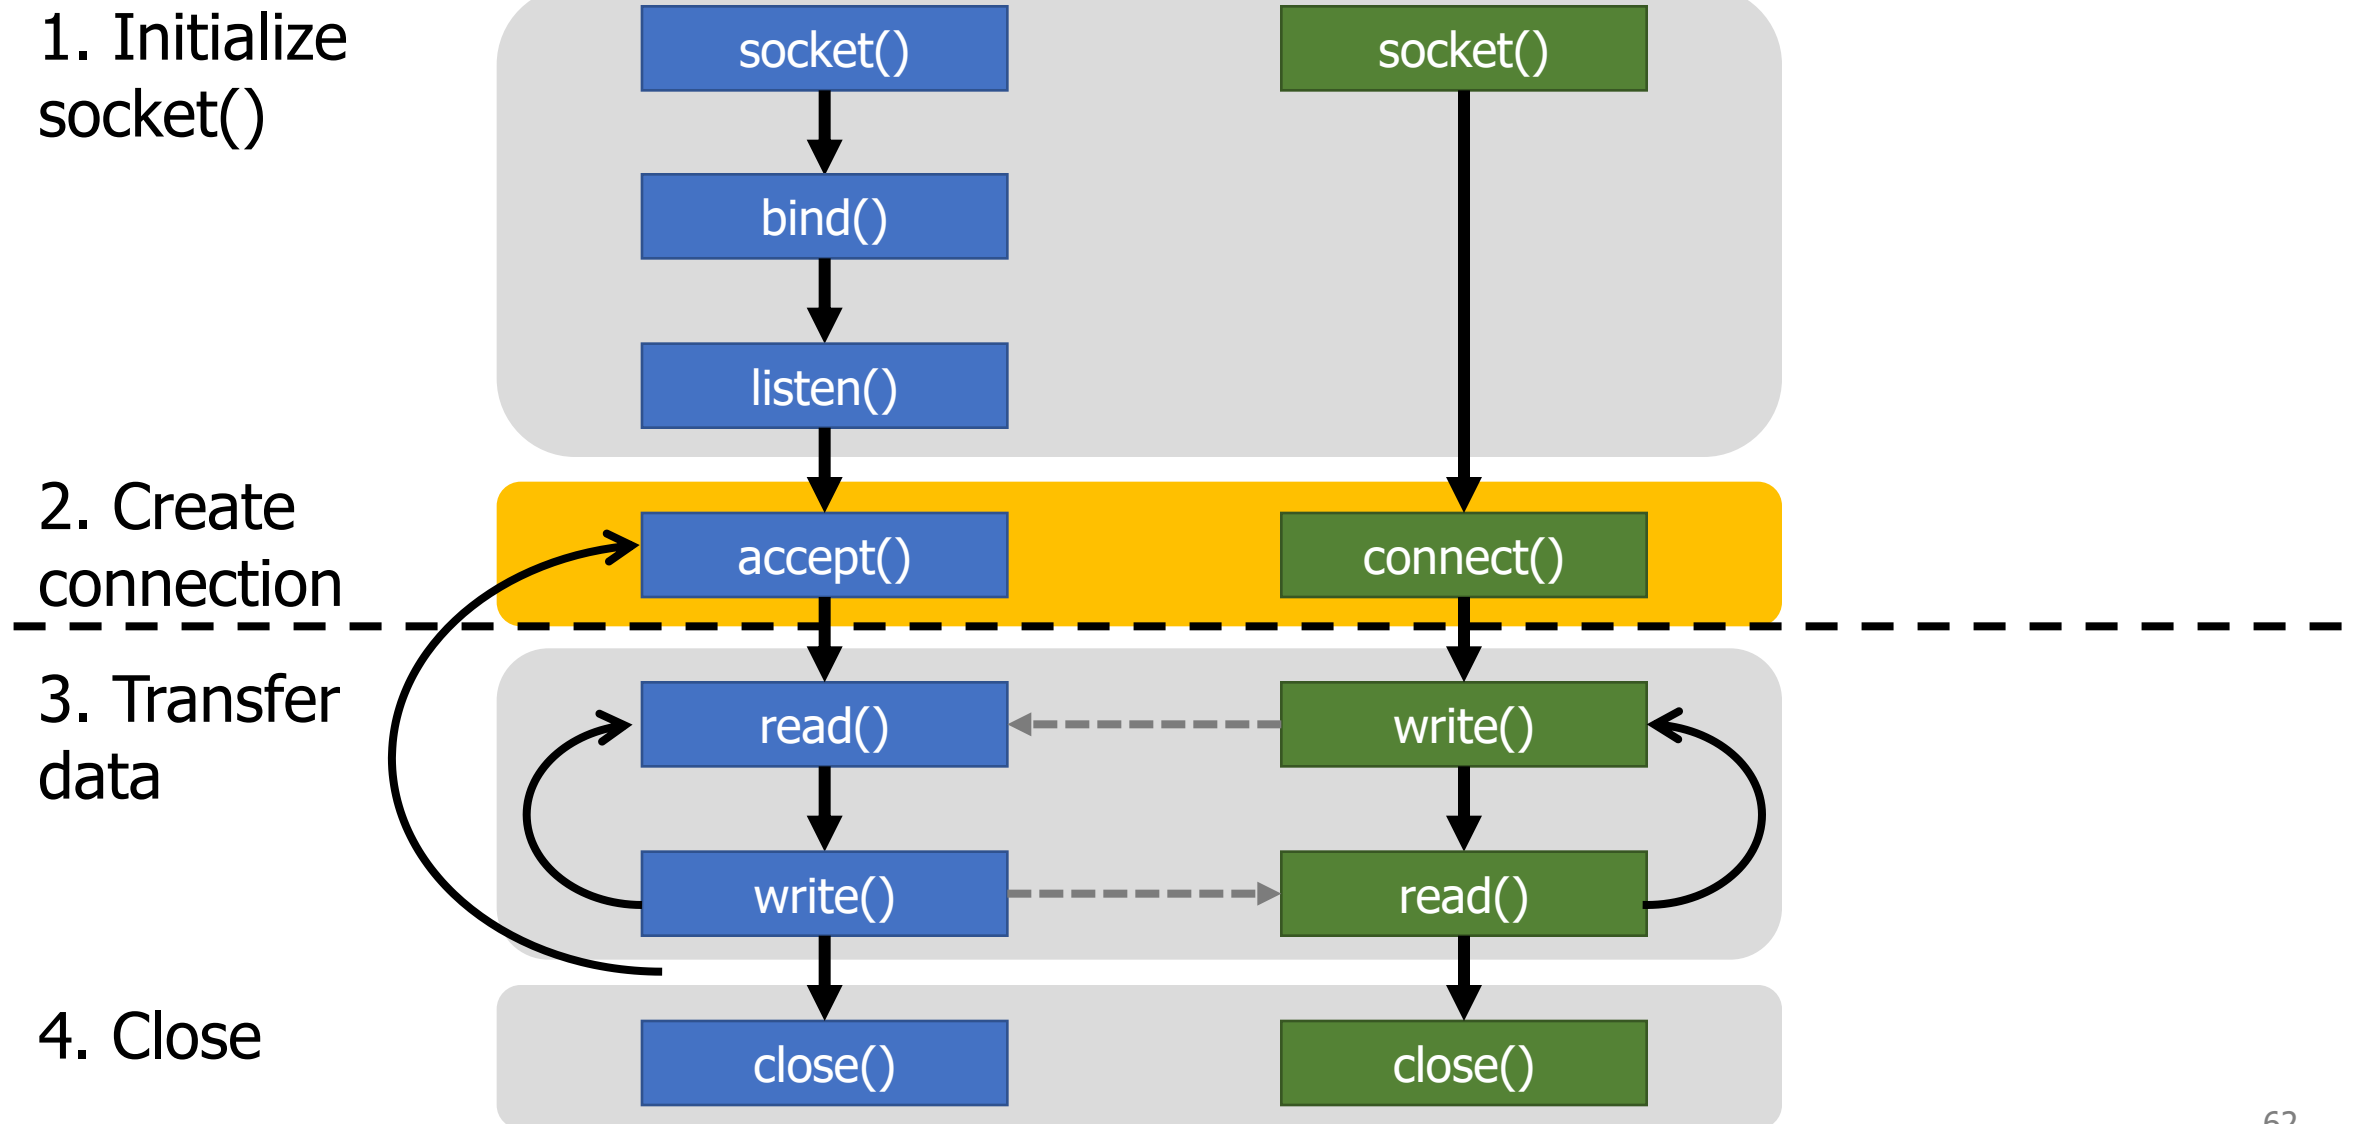 1. Initialize
socket()
socket()
socket()
bind()
listen()
2. Create
connection
accept()
connect()
3. Transfer
data
read()
write()
write()
read()
4. Close
close()
close()
62